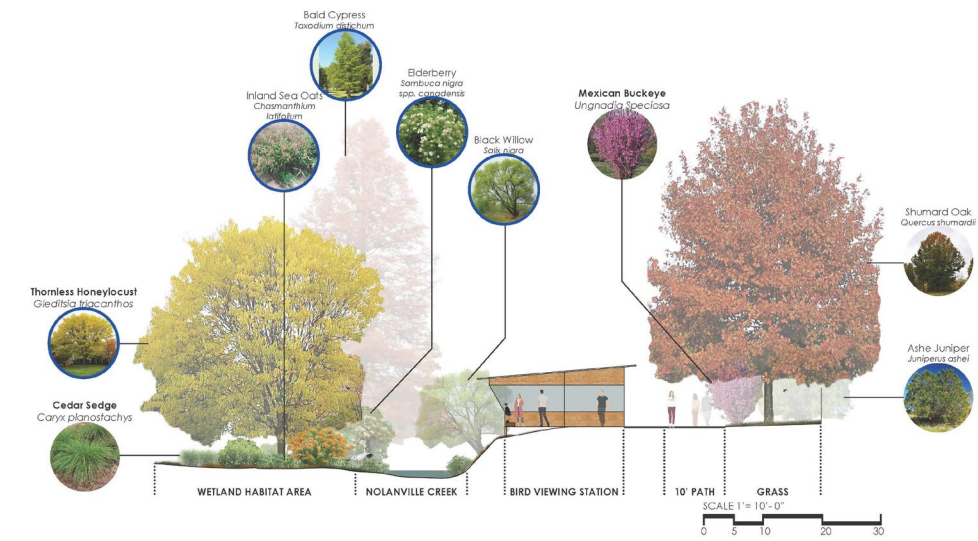 Bald Cypress
Taxodium distichum
Elderberry
Sambuca nigra
spp. canadensis
Inland Sea Oats
Chasmanthium
latifolium
Black Willow
Salix nigra
Mexican Buckeye
Ungnadia Speciosa
Shumard Oak
Quercus shumardii
Thornless Honeylocust
Gleditsia triacanthos
Ashe Juniper
Juniperus ashei
Cedar Sedge
Caryx planostachys
WETLAND HABITAT AREA
NOLANVILLE CREEK
BIRD VIEWING STATION
10' PATH
GRASS
SCALE 1'= 10'- 0"
0 5 10 20 30